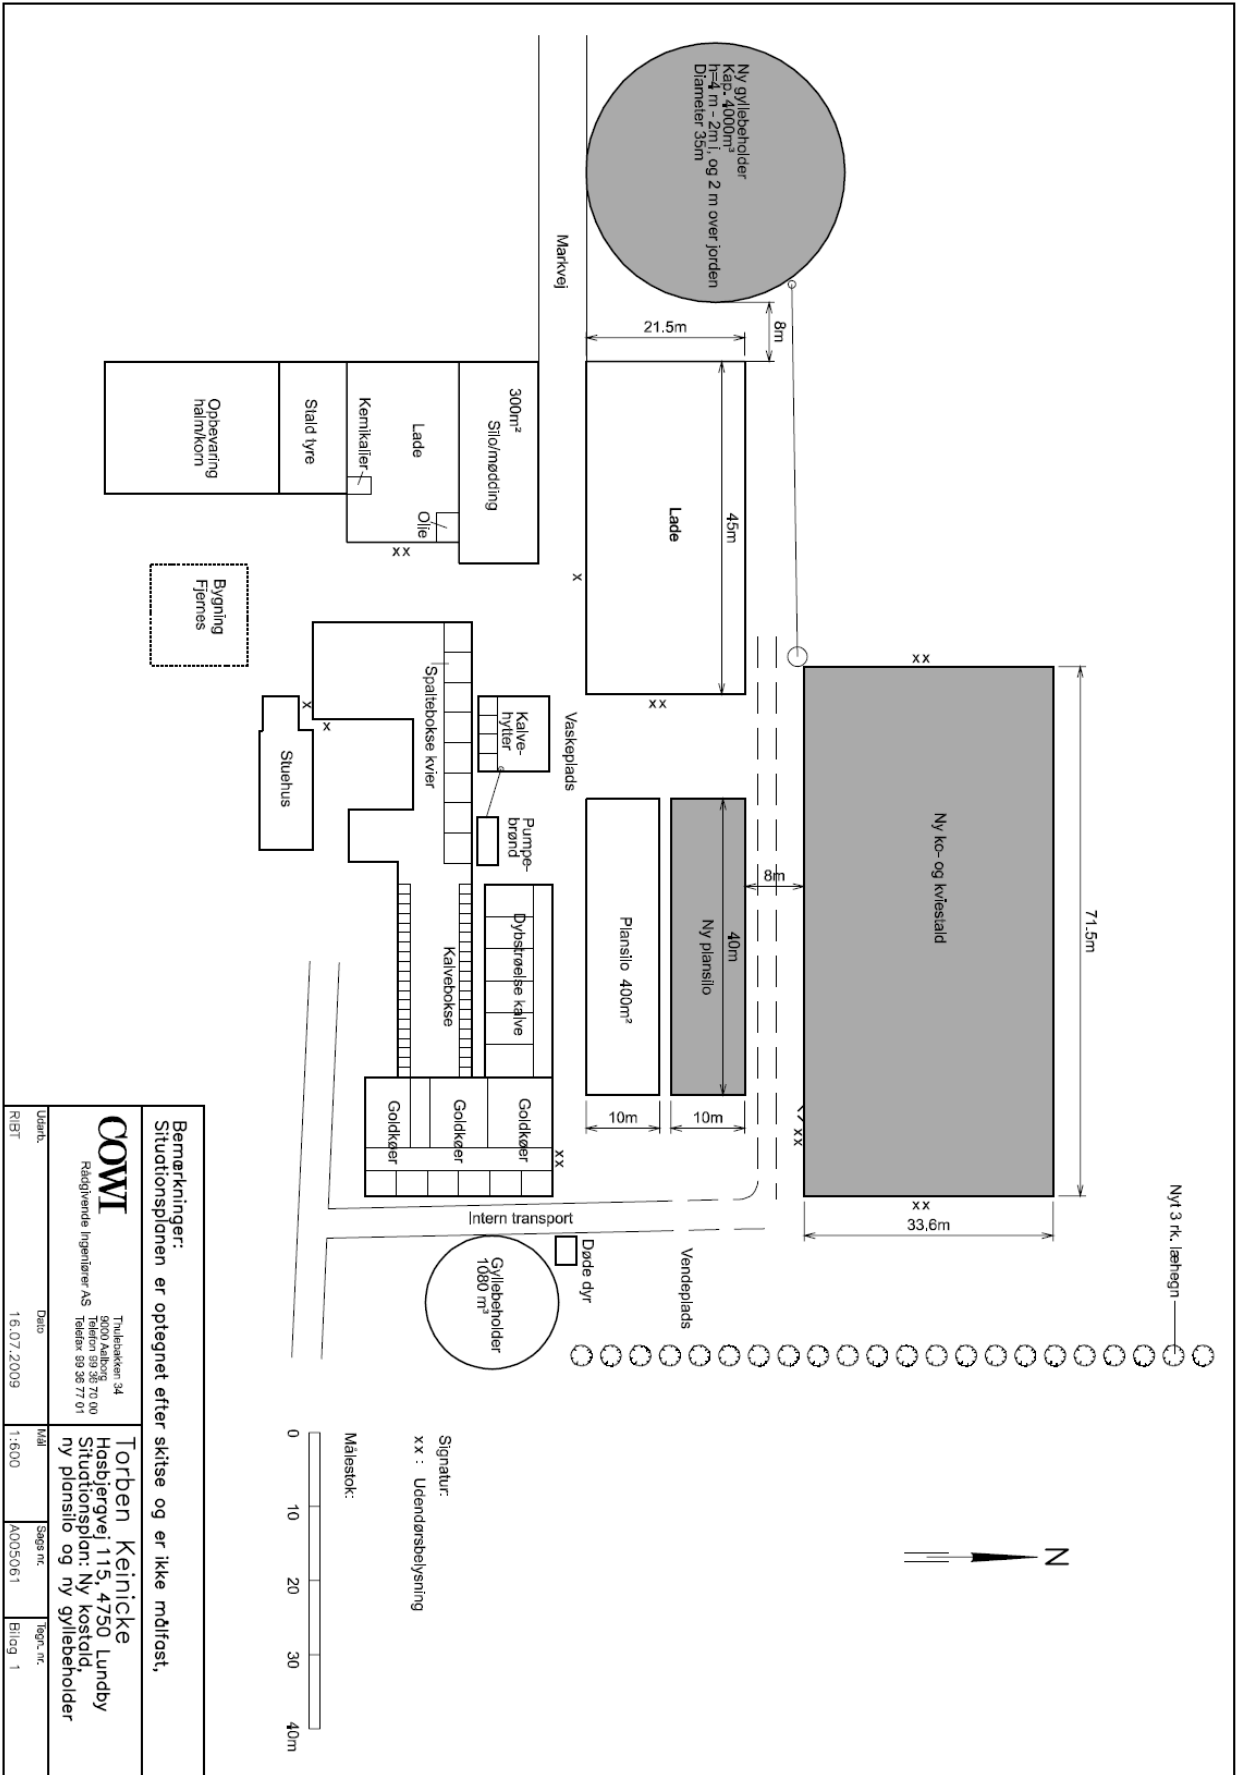 Ny gyllebeholder
Kap. 4000m³
h=4 m - 2m i, og 2 m over jorden
Diameter 35m
8m
Markvej
21.5m
45m
Lade
x
xx
300m²
Silo/mødding
Lade
Kemikalier
Olie
xx
Stald tyre
Opbevaring
halm/korn
Bygning
Fjernes
xx
Ny ko- og kviestald
71.5m
33,6m
xx
xx
8m
40m
Ny plansilo
10m
Plansilo 400m²
10m
Vaskeplads
Kalve-
hytter
Pumpe-
brønd
Spaltebokse kvier
x
x
Stuehus
Dybstrøelse kalve
Kalvebokse
Goldkøer
Goldkøer
Goldkøer
xx
Intern transport
Døde dyr
Vendeplads
Gyllebeholder
1080 m³
Nyt 3 rk. læhegn
N
Signatur:
xx : Udendørsbelysning
Målestok:
0 10 20 30 40m
Bemærkninger:
Situationsplanen er optegnet efter skitse og er ikke målfast,
COWI
Rådgivende Ingeniører AS
Thulebakken 34
9000 Aalborg
Telefon 99 36 70 00
Telefax 99 36 77 01
Torben Keinicke
Hasbjergvej 115, 4750 Lundby
Situationsplan: Ny kostald,
ny plansilo og ny gyllebeholder
Udarb. Dato Mål Sags nr. Tegn. nr.
RIBT 16.07.2009 1:600 A005061 Bilag 1